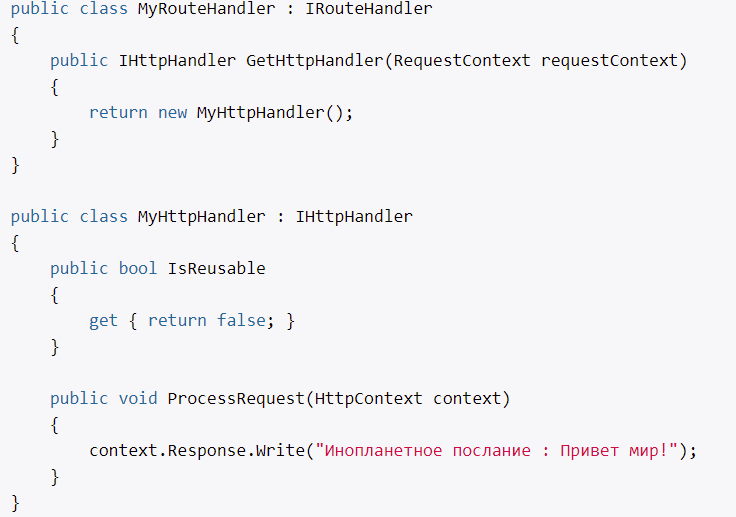 public class MyRouteHandler : IRouteHandler
{
    public IHttpHandler GetHttpHandler(RequestContext requestContext)
    {
        return new MyHttpHandler();
    }
}

public class MyHttpHandler : IHttpHandler
{
    public bool IsReusable
    {
        get { return false; }
    }

    public void ProcessRequest(HttpContext context)
    {
        context.Response.Write("Инопланетное послание : Привет мир!");
    }
}